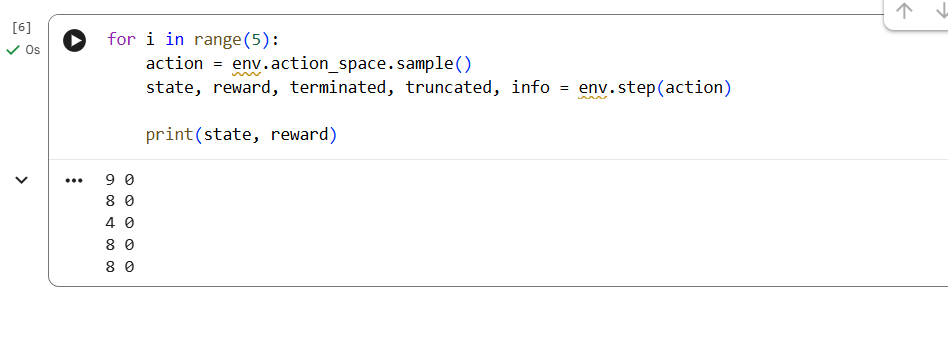 [6]
0s
for i in range(5):
    action = env.action_space.sample()
    state, reward, terminated, truncated, info = env.step(action)
    print(state, reward)
9 0
8 0
4 0
8 0
8 0